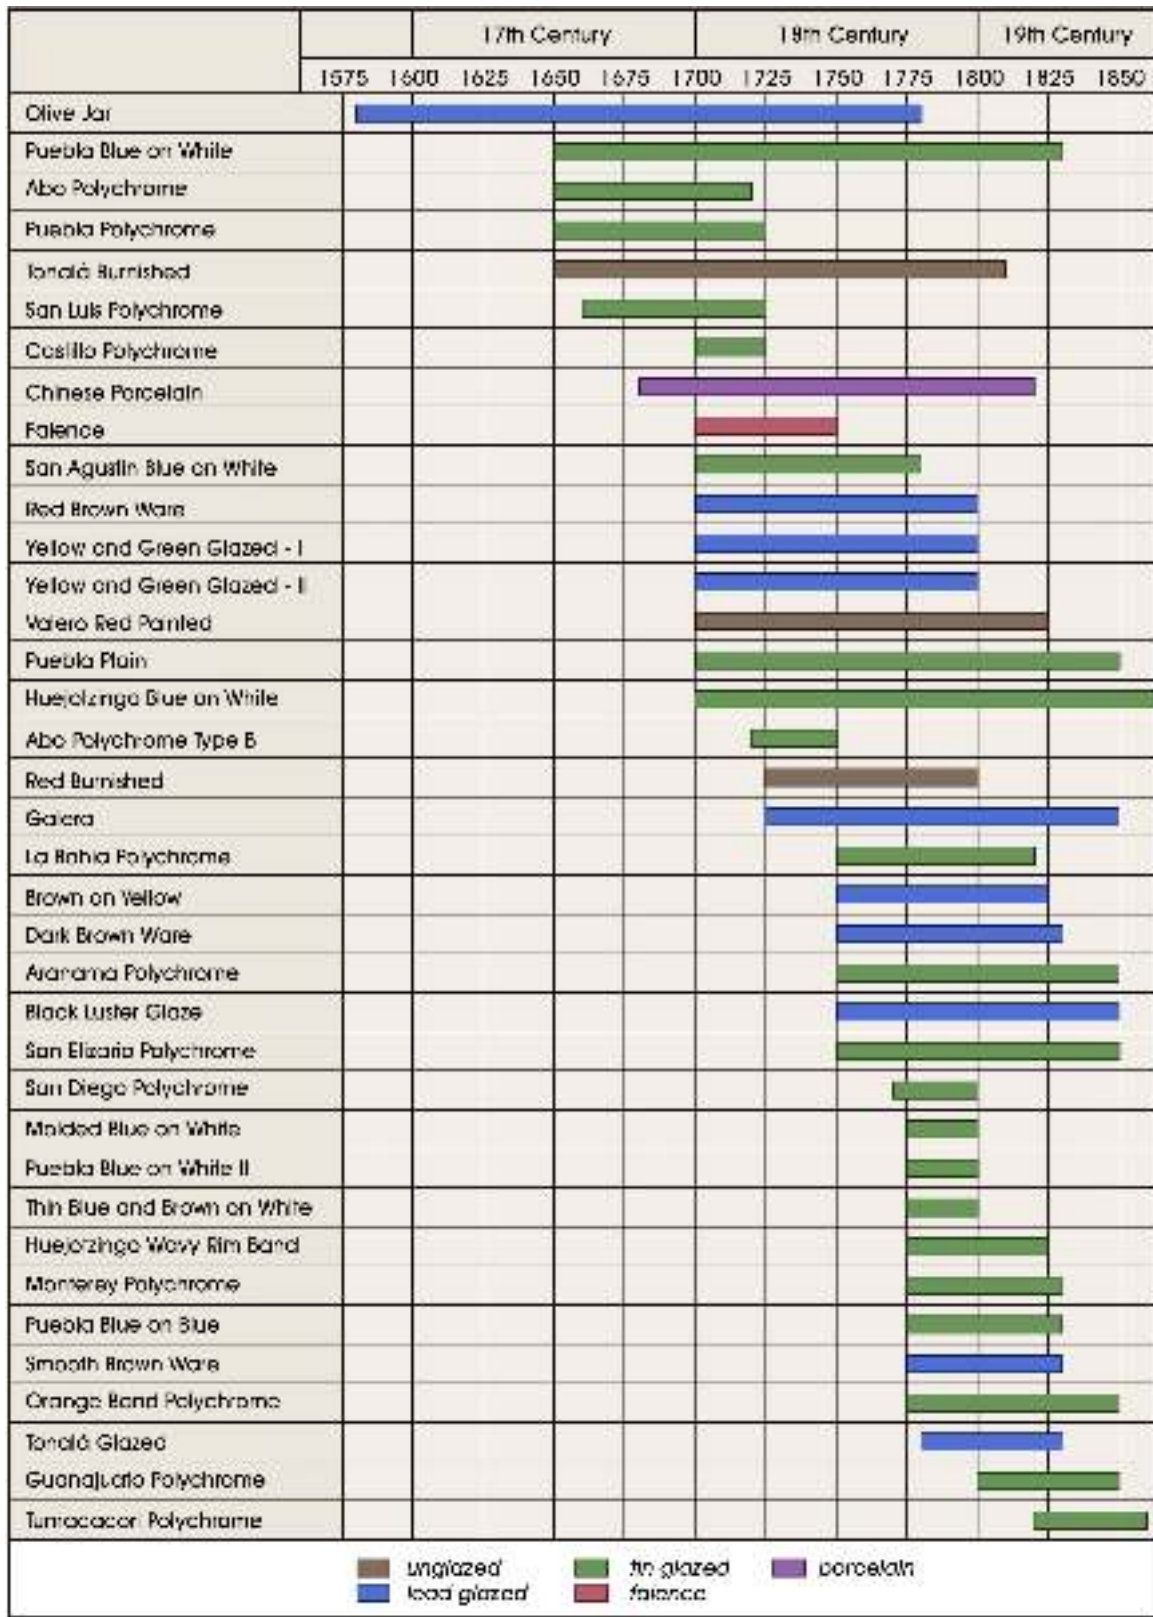 17th Century 18th Century 19th Century
1575 1600 1625 1650 1675 1700 1725 1750 1775 1800 1825 1850
Olive Jar
Puebla Blue on White
Abo Polychrome
Puebla Polychrome
Tonalá Burnished
San Luis Polychrome
Castillo Polychrome
Chinese Porcelain
Faience
San Agustin Blue on White
Red Brown Ware
Yellow and Green Glazed - I
Yellow and Green Glazed - II
Valero Red Painted
Puebla Plain
Huejotzingo Blue on White
Abo Polychrome Type B
Red Burnished
Galera
La Bahia Polychrome
Brown on Yellow
Dark Brown Ware
Aranama Polychrome
Black Luster Glaze
San Elizario Polychrome
San Diego Polychrome
Molded Blue on White
Puebla Blue on White II
Thin Blue and Brown on White
Huejotzingo Wavy Rim Band
Monterey Polychrome
Puebla Blue on Blue
Smooth Brown Ware
Orange Band Polychrome
Tonalá Glazed
Guanajuato Polychrome
Tumacacori Polychrome
unglazed tin glazed porcelain
lead glazed faience